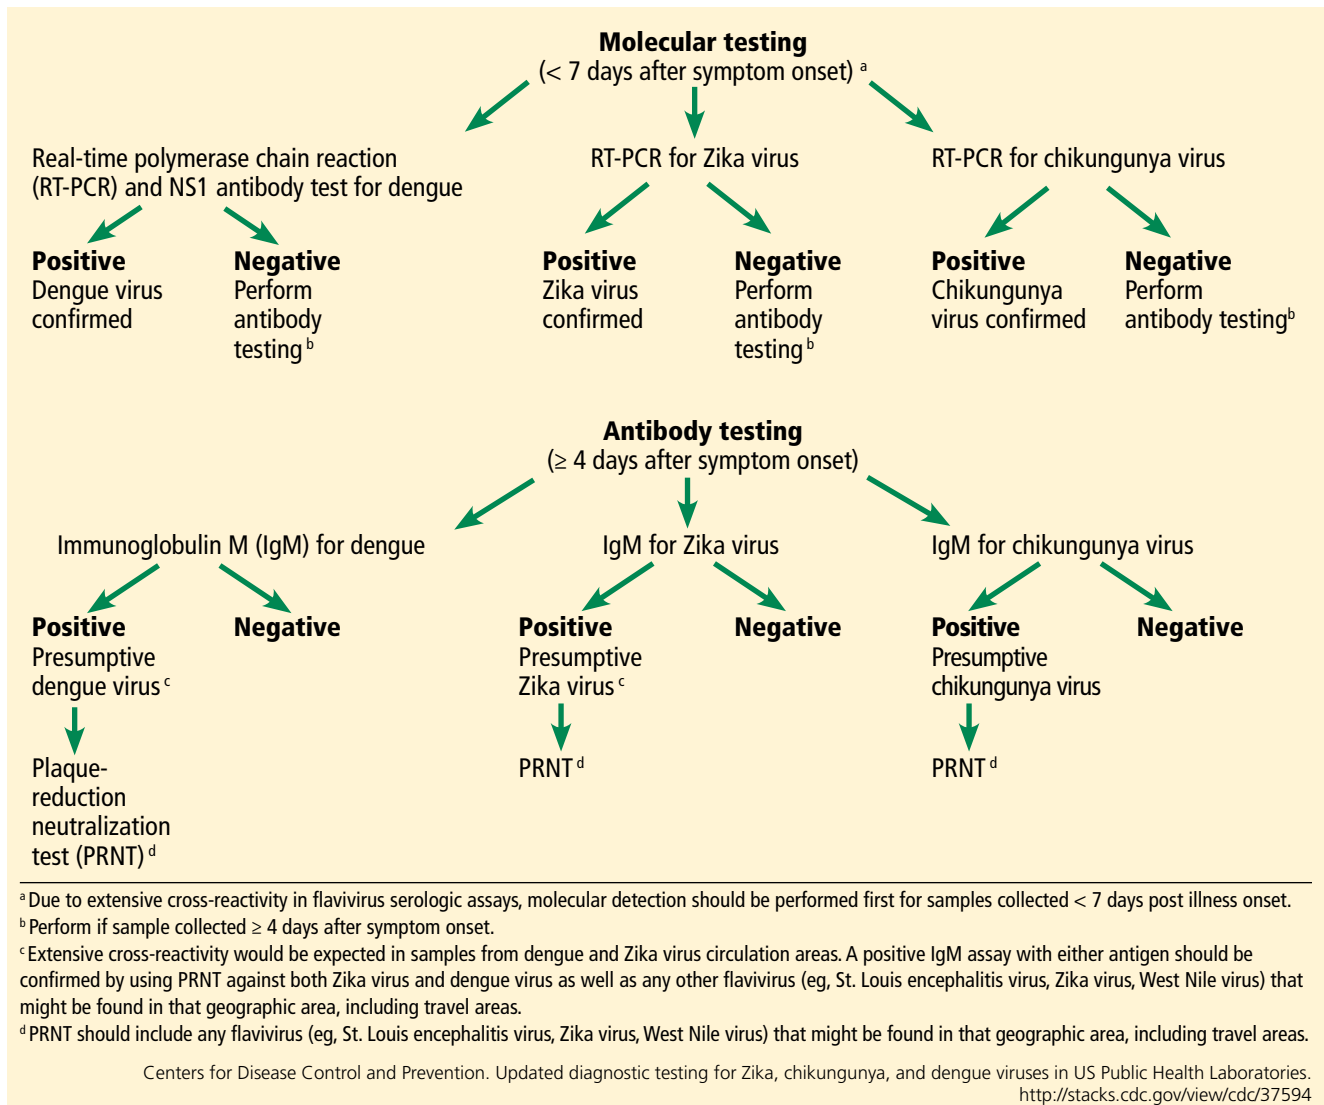 Molecular testing
(< 7 days after symptom onset) a
Real-time polymerase chain reaction
(RT-PCR) and NS1 antibody test for dengue
RT-PCR for Zika virus
RT-PCR for chikungunya virus
Positive
Dengue virus
confirmed
Negative
Perform
antibody
testing b
Positive
Zika virus
confirmed
Negative
Perform
antibody
testing b
Positive
Chikungunya
virus confirmed
Negative
Perform
antibody testing b
Antibody testing
(≥ 4 days after symptom onset)
Immunoglobulin M (IgM) for dengue
IgM for Zika virus
IgM for chikungunya virus
Positive
Presumptive
dengue virus c
Negative
Positive
Presumptive
Zika virus c
Negative
Positive
Presumptive
chikungunya virus
Negative
Plaque-
reduction
neutralization
test (PRNT) d
PRNT d
PRNT d
a Due to extensive cross-reactivity in flavivirus serologic assays, molecular detection should be performed first for samples collected < 7 days post illness onset.
b Perform if sample collected ≥ 4 days after symptom onset.
c Extensive cross-reactivity would be expected in samples from dengue and Zika virus circulation areas. A positive IgM assay with either antigen should be
confirmed by using PRNT against both Zika virus and dengue virus as well as any other flavivirus (eg, St. Louis encephalitis virus, Zika virus, West Nile virus) that
might be found in that geographic area, including travel areas.
d PRNT should include any flavivirus (eg, St. Louis encephalitis virus, Zika virus, West Nile virus) that might be found in that geographic area, including travel areas.
Centers for Disease Control and Prevention. Updated diagnostic testing for Zika, chikungunya, and dengue viruses in US Public Health Laboratories.
http://stacks.cdc.gov/view/cdc/37594